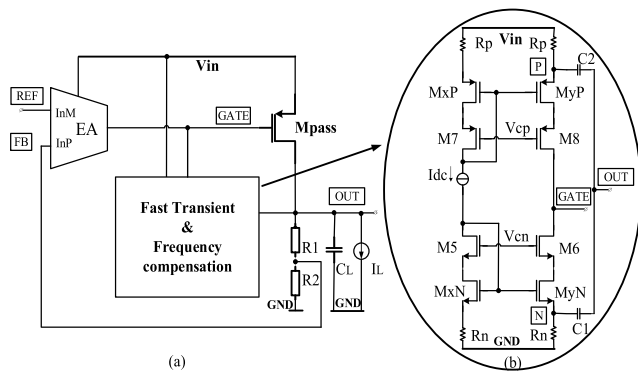 Vin
REF
InM
EA
FB
InP
GATE
Mpass
Fast Transient
&
Frequency
compensation
OUT
R1
R2
CL
IL
GND
GND
(a)
Vin
Rp
Rp
P
C2
MxP
MyP
M7
Vcp
M8
Idc
OUT
GATE
M5
Vcn
M6
MxN
MyN
N
C1
Rn
Rn
GND
(b)